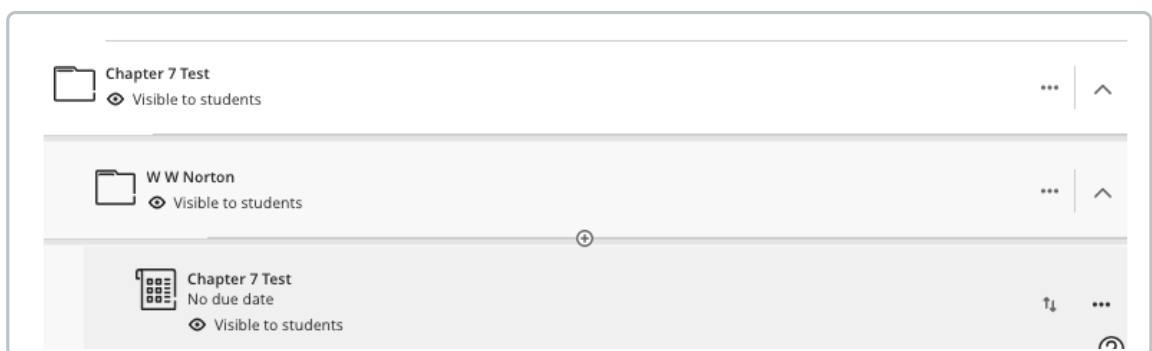 Chapter 7 Test
Visible to students
W W Norton
Visible to students
Chapter 7 Test
No due date
Visible to students